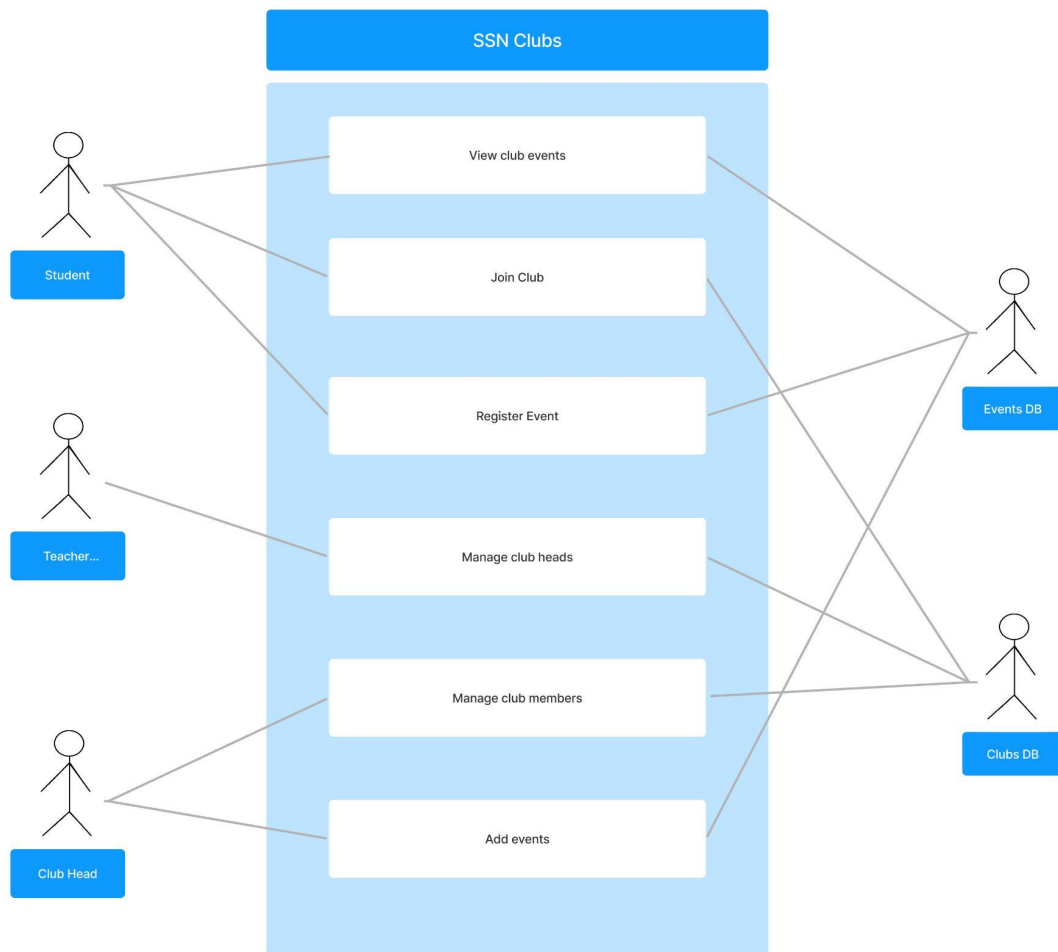 SSN Clubs
View club events
Student
Join Club
Register Event
Events DB
Teacher...
Manage club heads
Manage club members
Clubs DB
Add events
Club Head